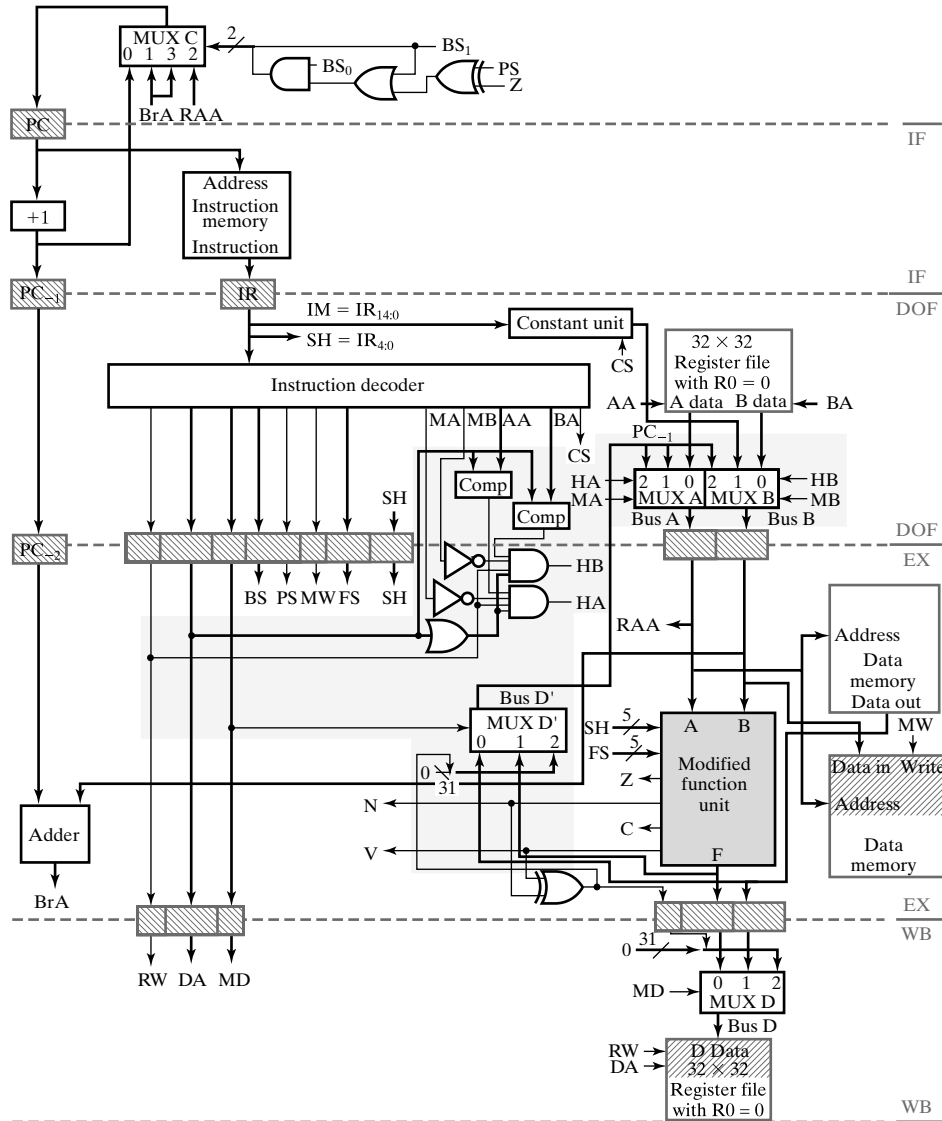 MUX C
0 1 3 2
2
BS₁
BS₀
PS
Z
BrA RAA
PC
IF
Address
Instruction
memory
Instruction
+1
PC₋₁
IR
IF
DOF
IM = IR₁₄:₀
SH = IR₄:₀
Constant unit
CS
32 × 32
Register file
with R0 = 0
A data B data
AA
BA
Instruction decoder
MA MB AA BA
CS
PC₋₁
Comp
Comp
HA
MA
2 1 0 2 1 0
MUX A MUX B
HB
MB
Bus A
Bus B
SH
PC₋₂
DOF
EX
BS PS MW FS SH
HB
HA
RAA
Address
Data
memory
Data out
MW
Bus D'
MUX D'
0 1 2
0
31
SH 5
FS 5
A B
Modified
function
unit
F
Z
N
C
V
Data in Write
Address
Data
memory
Adder
BrA
EX
WB
RW DA MD
0 31
0 1 2
MUX D
MD
Bus D
RW
DA
D Data
32 × 32
Register file
with R0 = 0
WB